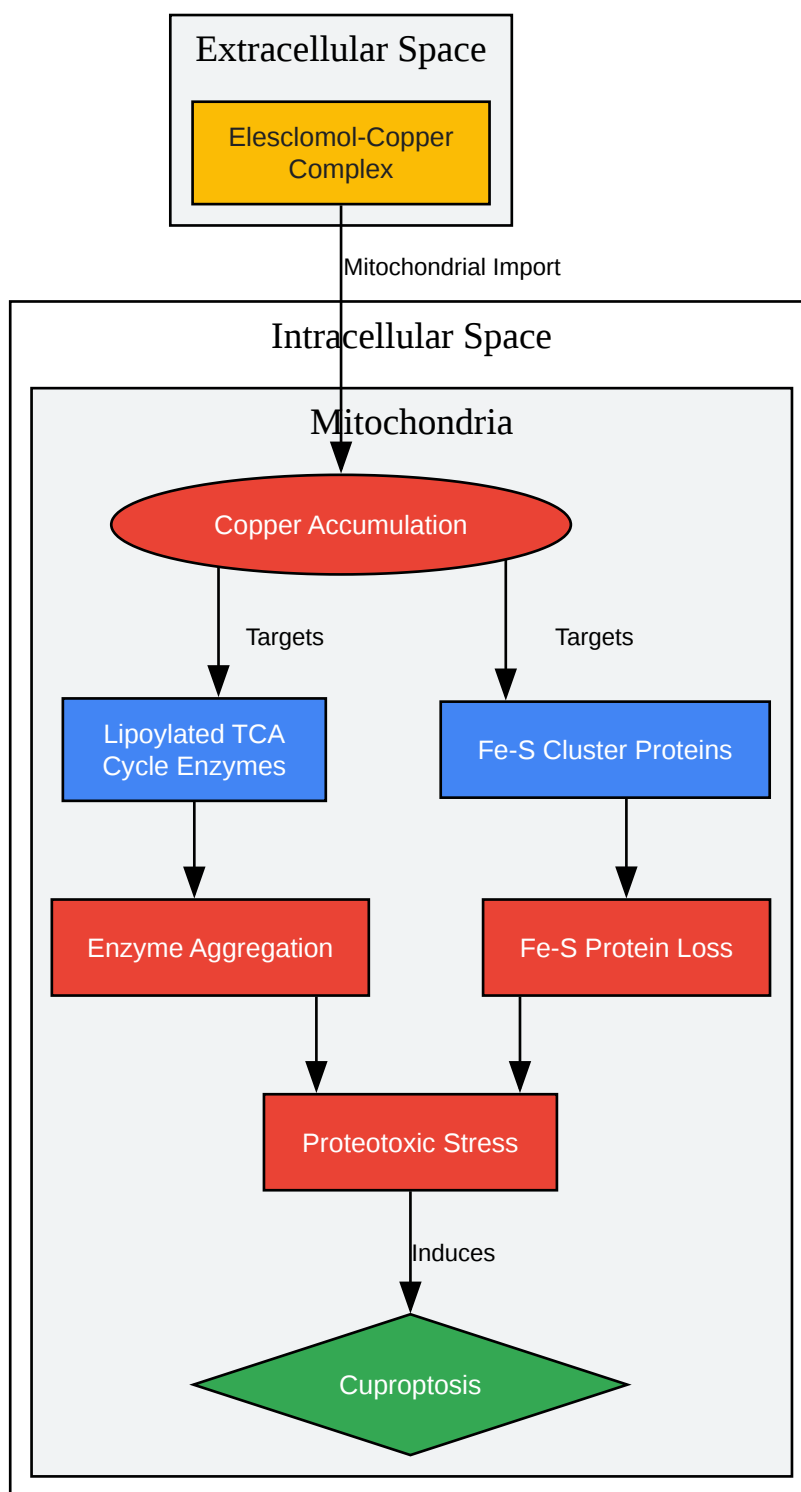 Extracellular Space
Elesclomol-Copper
Complex
Mitochondrial Import
Intracellular Space
Mitochondria
Copper Accumulation
Targets
Targets
Lipoylated TCA
Cycle Enzymes
Fe-S Cluster Proteins
Enzyme Aggregation
Fe-S Protein Loss
Proteotoxic Stress
Induces
Cuproptosis